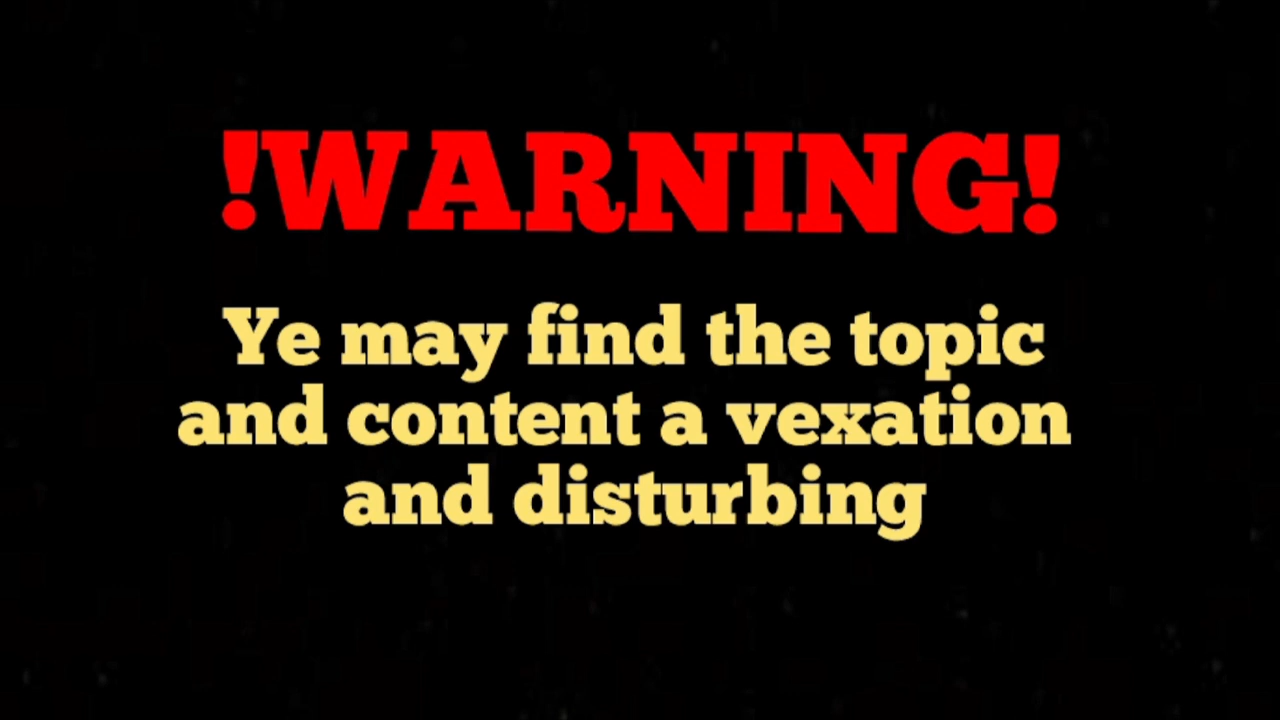 !WARNING!
Ye may find the topic
and content a vexation
and disturbing